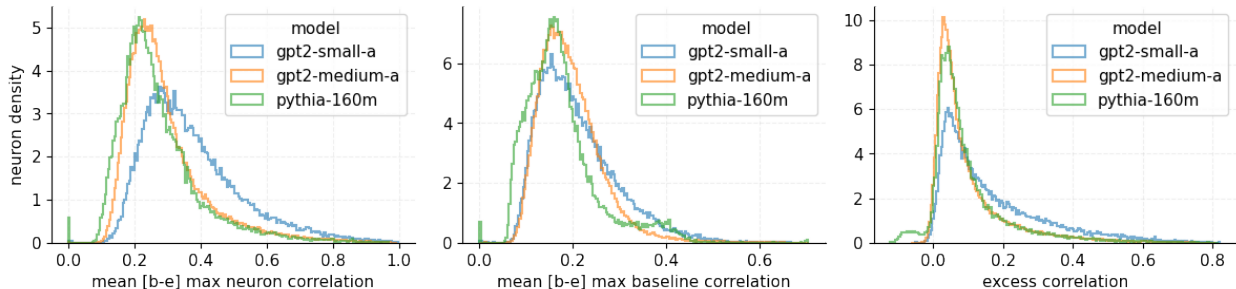 neuron density
5
4
3
2
1
0
0.0 0.2 0.4 0.6 0.8 1.0
mean [b-e] max neuron correlation
model
gpt2-small-a
gpt2-medium-a
pythia-160m
6
4
2
0
0.0 0.2 0.4 0.6
mean [b-e] max baseline correlation
model
gpt2-small-a
gpt2-medium-a
pythia-160m
10
8
6
4
2
0
0.0 0.2 0.4 0.6 0.8
excess correlation
model
gpt2-small-a
gpt2-medium-a
pythia-160m